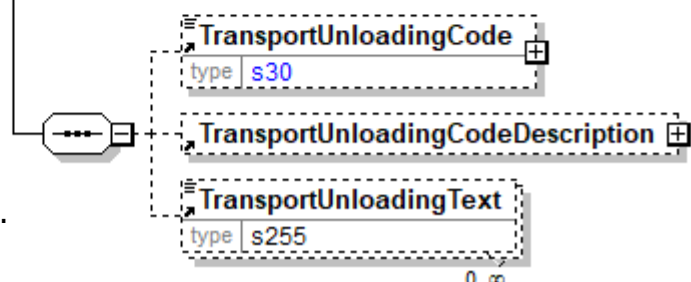 TransportUnloadingCode
type s30
TransportUnloadingCodeDescription
TransportUnloadingText
.
type s255
0..∞